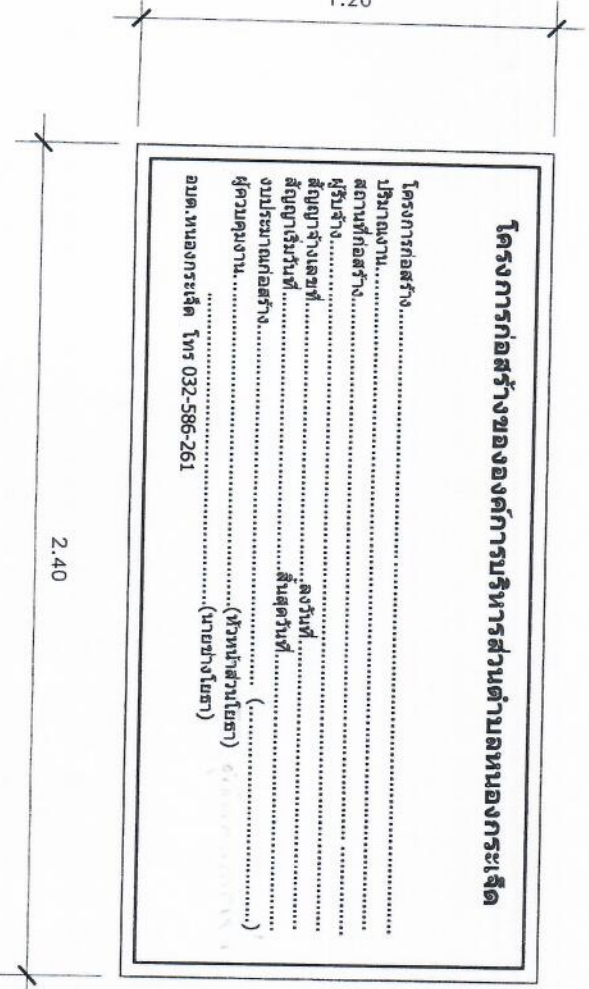 1.20
โครงการก่อสร้างขององค์การบริหารส่วนตำบลหนองกระเจ็ด
โครงการก่อสร้าง....................................................................................
ปริมาณงาน....................................................................................
สถานที่ก่อสร้าง....................................................................................
ผู้รับจ้าง....................................................................................
สัญญาจ้างเลขที่........................................ลงวันที่........................................
สัญญาเริ่มวันที่........................................สิ้นสุดวันที่........................................
งบประมาณก่อสร้าง........................................ (........................................)
ผู้ควบคุมงาน........................................(หัวหน้าส่วนโยธา)
........................................(นายช่างโยธา)
อบต.หนองกระเจ็ด โทร 032-586-261
2.40